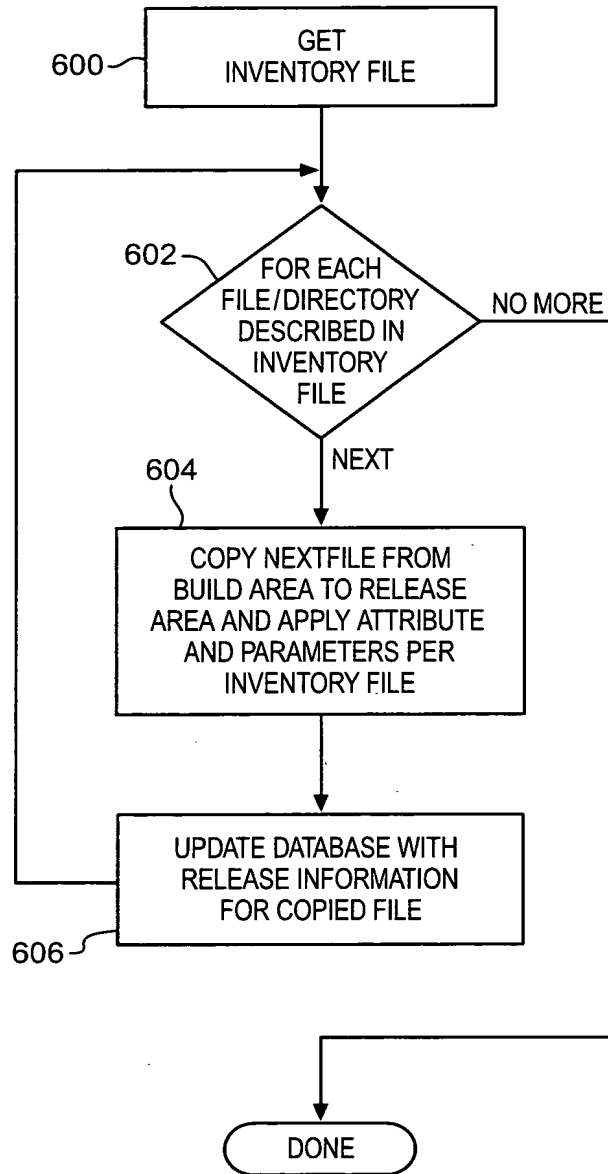 GET
INVENTORY FILE
600
602
FOR EACH
FILE/DIRECTORY
DESCRIBED IN
INVENTORY
FILE
NO MORE
NEXT
604
COPY NEXTFILE FROM
BUILD AREA TO RELEASE
AREA AND APPLY ATTRIBUTE
AND PARAMETERS PER
INVENTORY FILE
UPDATE DATABASE WITH
RELEASE INFORMATION
FOR COPIED FILE
606
DONE